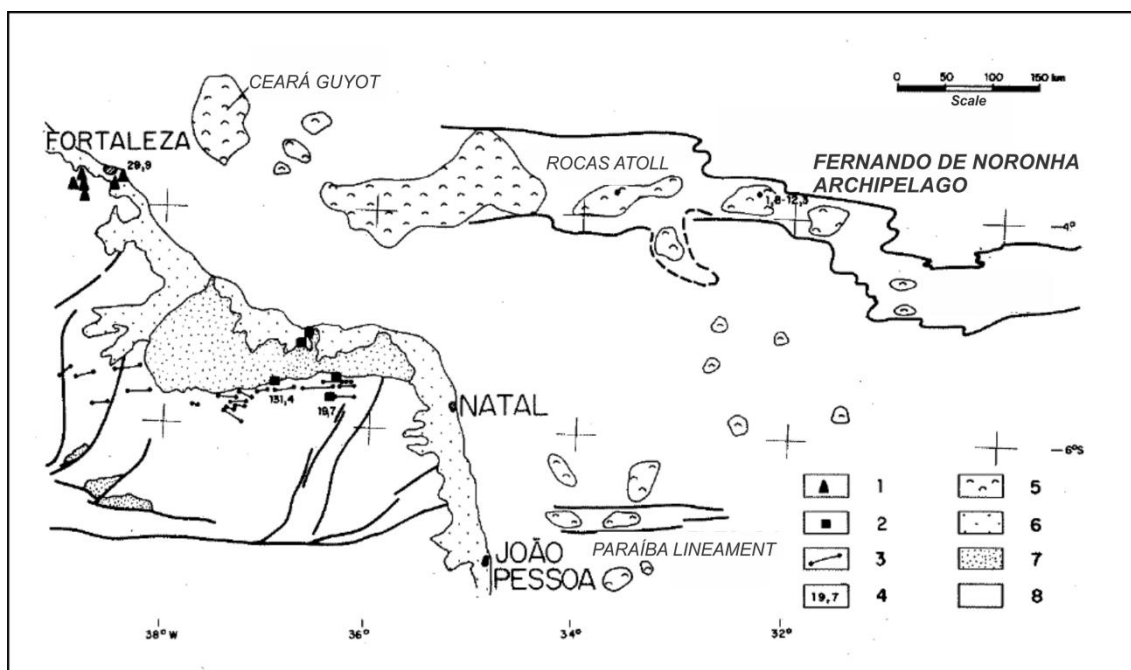 CEARÁ GUYOT
0 50 100 150 km
Scale
FORTALEZA
29,9
ROCAS ATOLL
FERNANDO DE NORONHA
ARCHIPELAGO
1,8-12,3
4°
131,4
19,7
NATAL
6°S
1
5
2
6
PARAÍBA LINEAMENT
JOÃO
PESSOA
3
7
19,7
4
8
38°W
36°
34°
32°